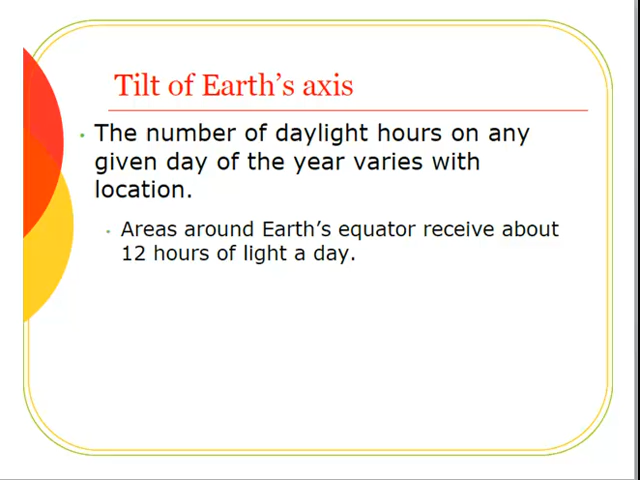 Tilt of Earth’s axis
• The number of daylight hours on any
given day of the year varies with
location.
• Areas around Earth’s equator receive about
12 hours of light a day.